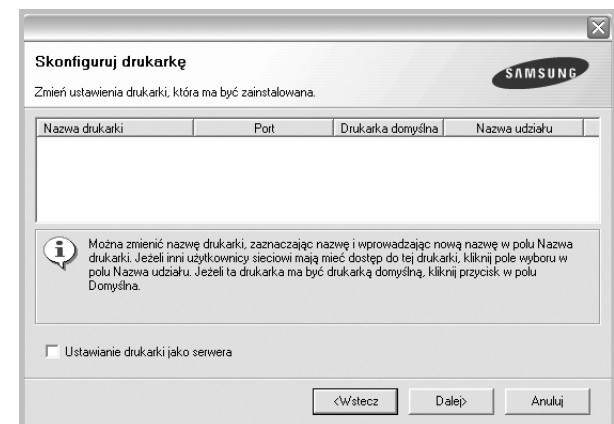 Skonfiguruj drukarkę
SAMSUNG
Zmień ustawienia drukarki, która ma być zainstalowana.
Nazwa drukarki Port Drukarka domyślna Nazwa udziału
Można zmienić nazwę drukarki, zaznaczając nazwę i wprowadzając nową nazwę w polu Nazwa
drukarki. Jeżeli inni użytkownicy sieciowi mają mieć dostęp do tej drukarki, kliknij pole wyboru w
polu Nazwa udziału. Jeżeli ta drukarka ma być drukarką domyślną, kliknij przycisk w polu
Domyślna.
Ustawianie drukarki jako serwera
<Wstecz Dalej> Anuluj